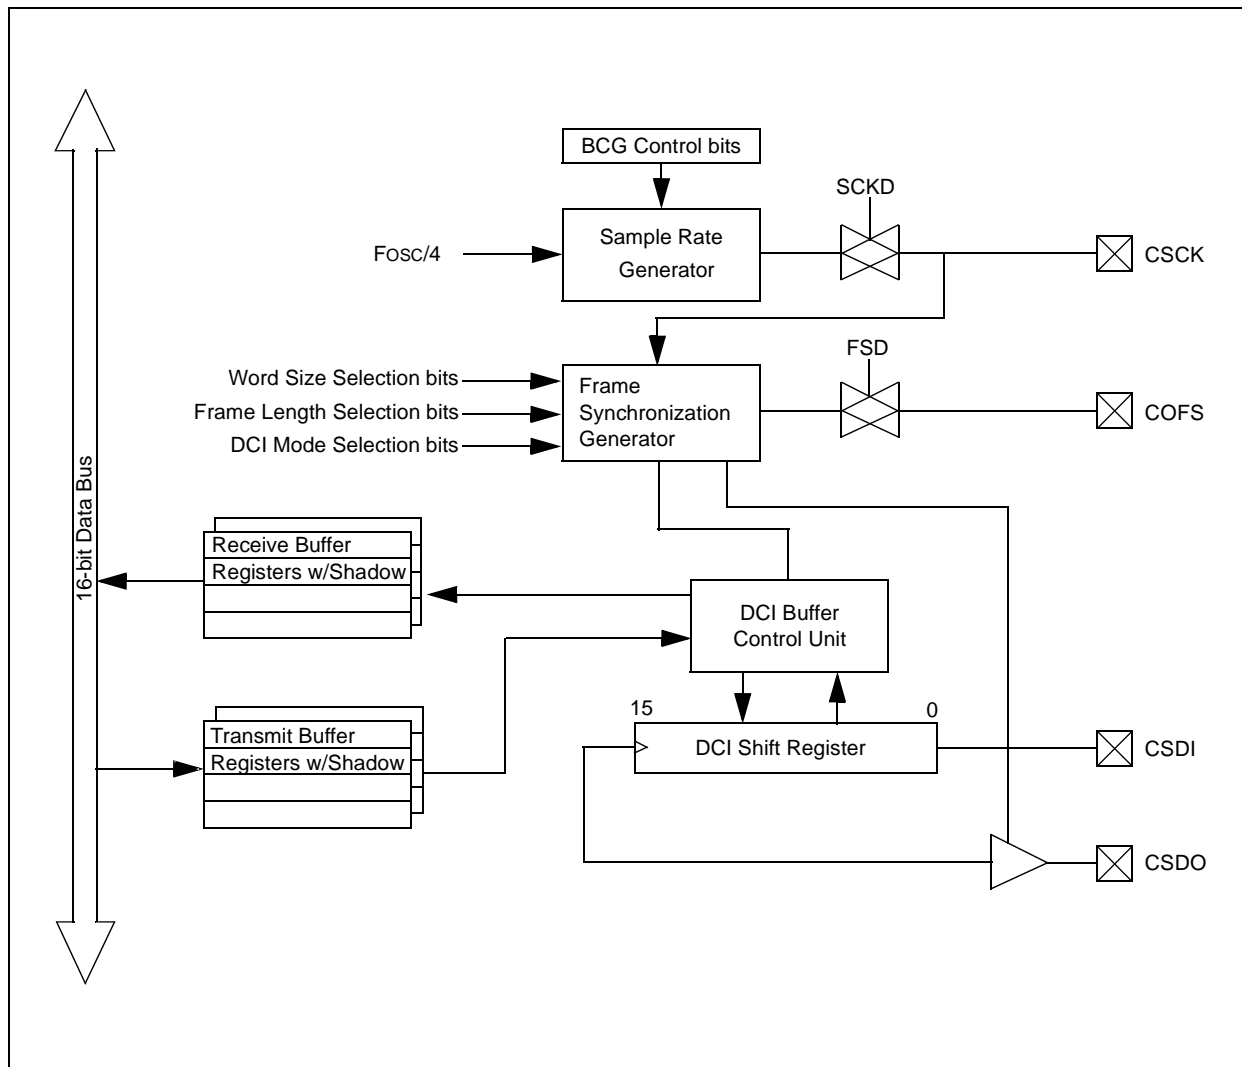 BCG Control bits
SCKD
Sample Rate
Generator
FOSC/4
CSCK
FSD
Word Size Selection bits
Frame Length Selection bits
DCI Mode Selection bits
Frame
Synchronization
Generator
COFS
16-bit Data Bus
Receive Buffer
Registers w/Shadow
DCI Buffer
Control Unit
15
0
Transmit Buffer
Registers w/Shadow
DCI Shift Register
CSDI
CSDO